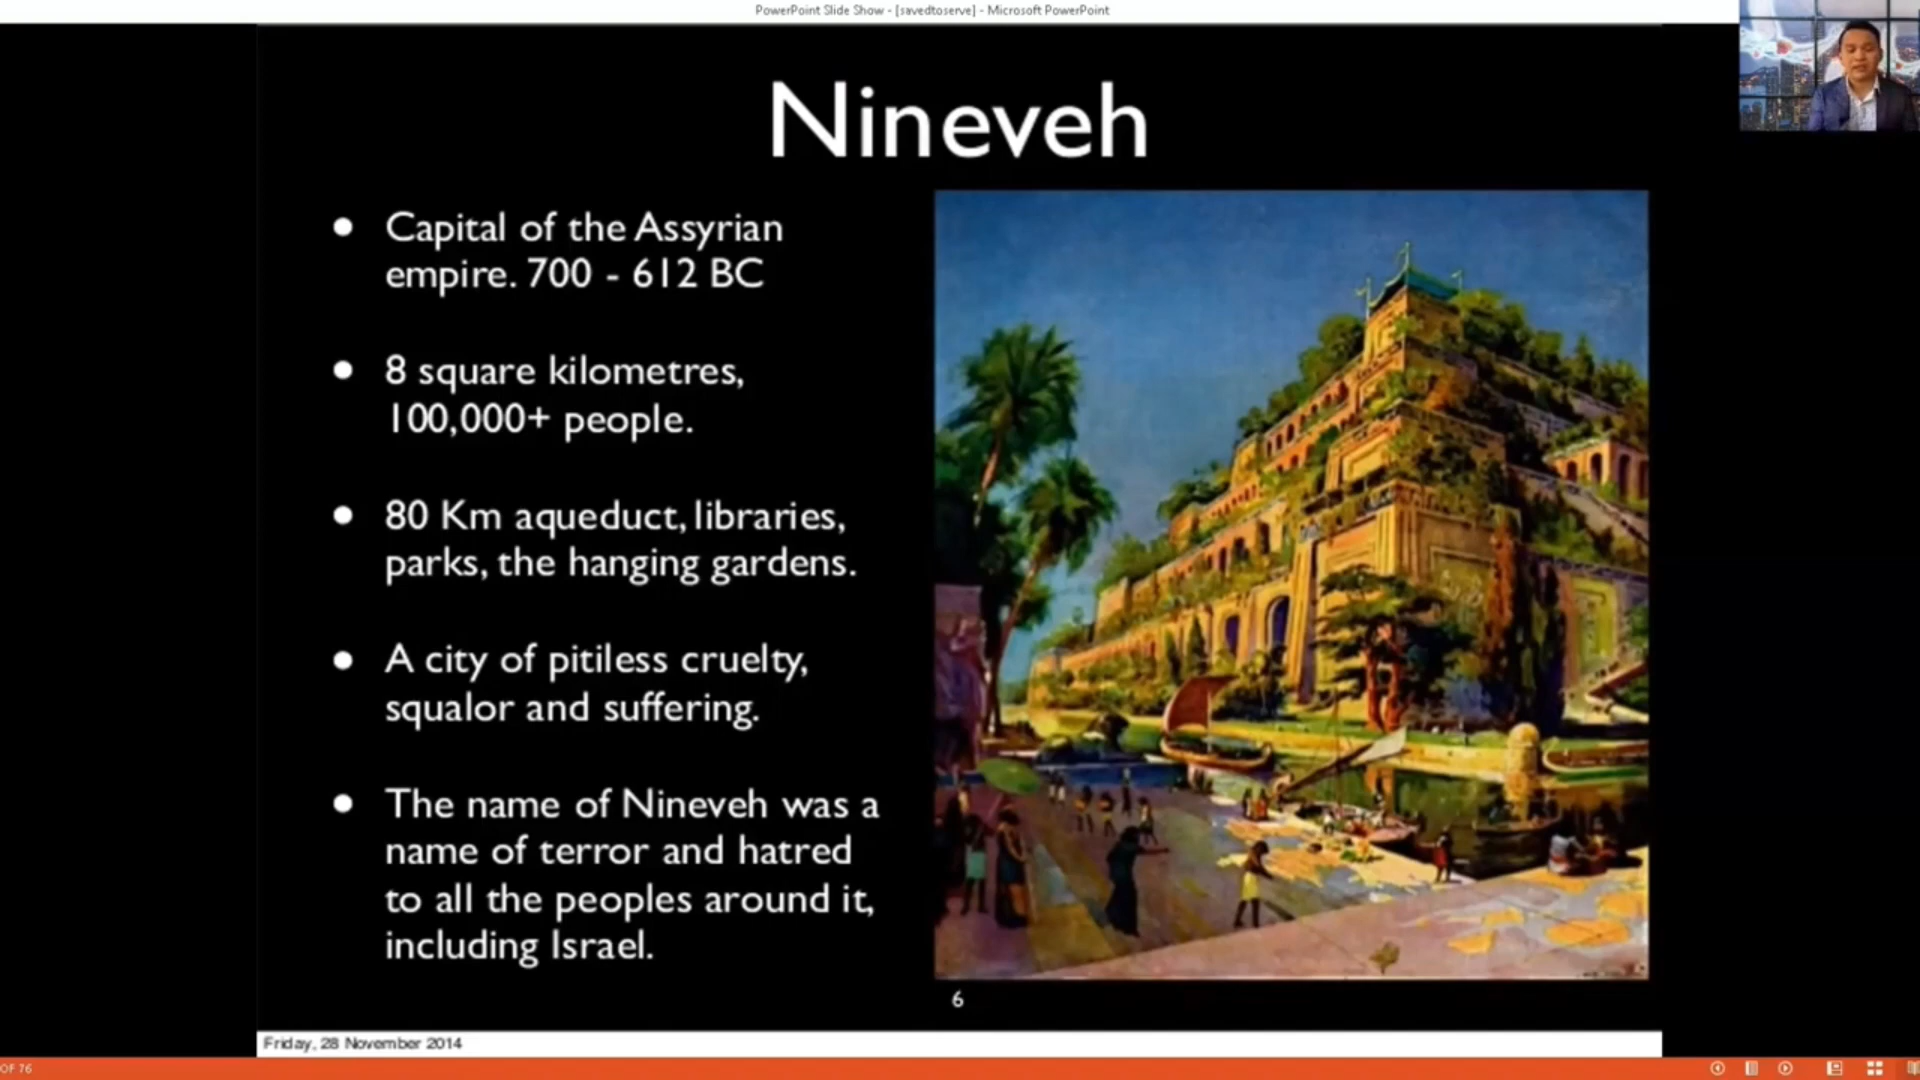 PowerPoint Slide Show - [savedtoserve] - Microsoft PowerPoint
Nineveh
• Capital of the Assyrian
empire. 700 - 612 BC
• 8 square kilometres,
100,000+ people.
• 80 Km aqueduct, libraries,
parks, the hanging gardens.
• A city of pitiless cruelty,
squalor and suffering.
• The name of Nineveh was a
name of terror and hatred
to all the peoples around it,
including Israel.
6
Friday, 28 November 2014
OF 76